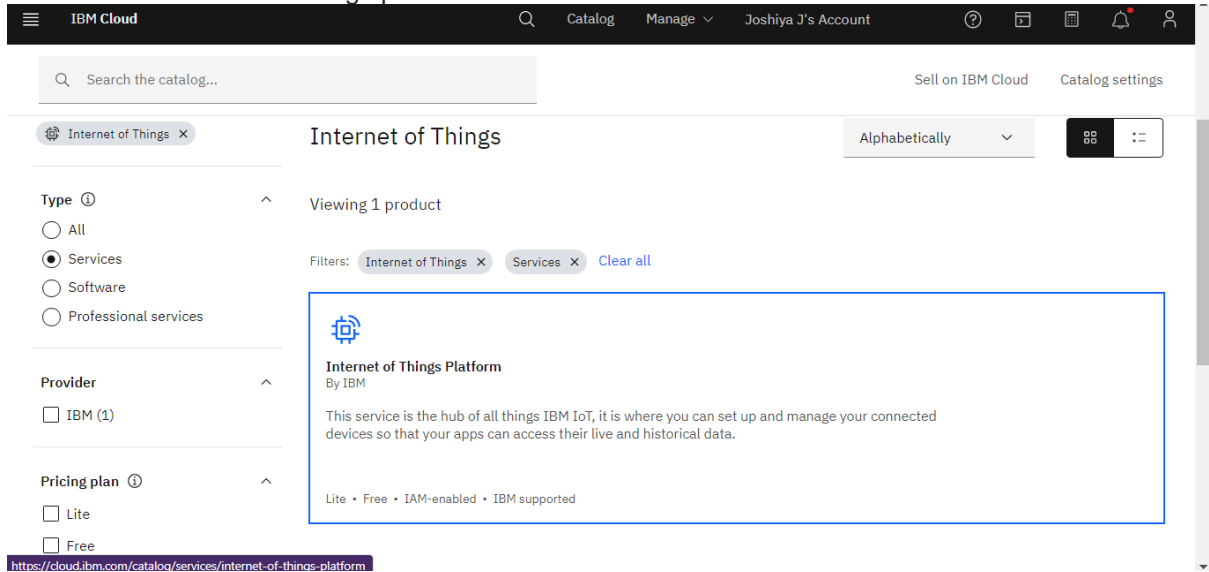 IBM Cloud
Catalog
Manage
Joshiya J's Account
Search the catalog...
Sell on IBM Cloud
Catalog settings
Internet of Things
Internet of Things
Alphabetically
Type
All
Services
Software
Professional services
Provider
IBM (1)
Pricing plan
Lite
Free
Viewing 1 product
Filters:
Internet of Things
Services
Clear all
Internet of Things Platform
By IBM
This service is the hub of all things IBM IoT, it is where you can set up and manage your connected
devices so that your apps can access their live and historical data.
Lite • Free • IAM-enabled • IBM supported
https://cloud.ibm.com/catalog/services/internet-of-things-platform